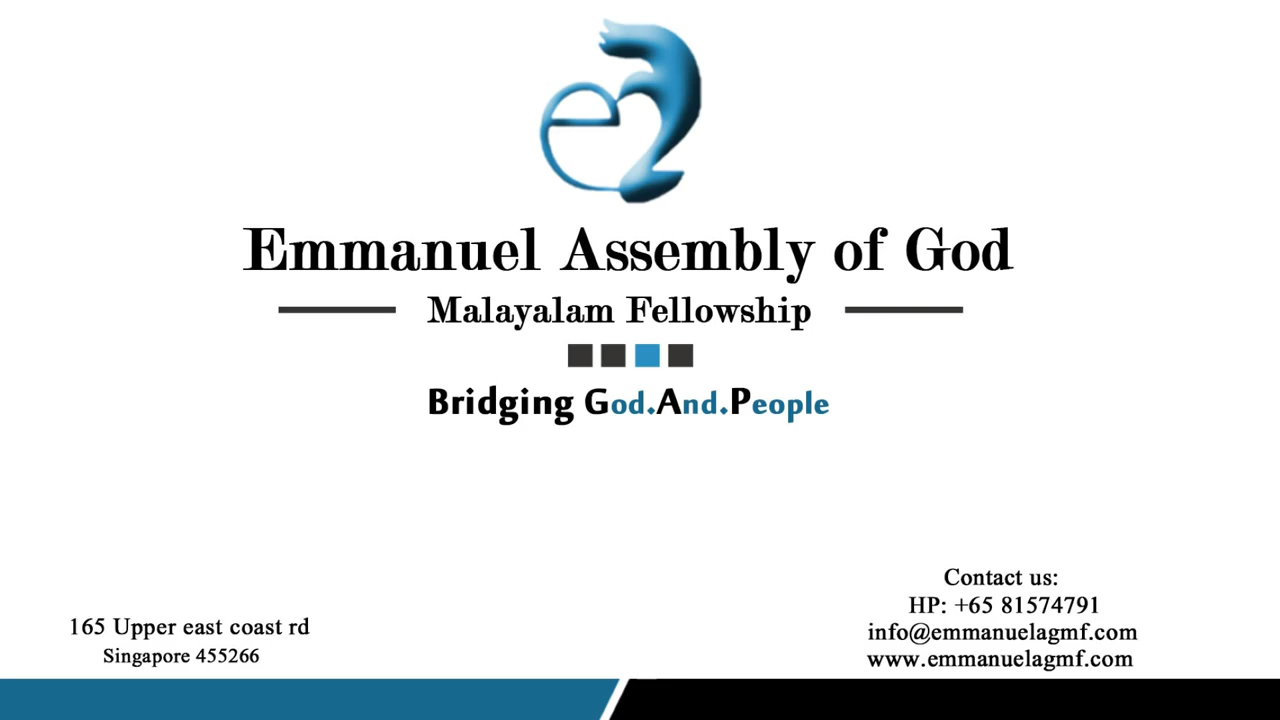 Emmanuel Assembly of God
Malayalam Fellowship
Bridging God.And.People
165 Upper east coast rd
Singapore 455266
Contact us:
HP: +65 81574791
info@emmanuelagmf.com
www.emmanuelagmf.com